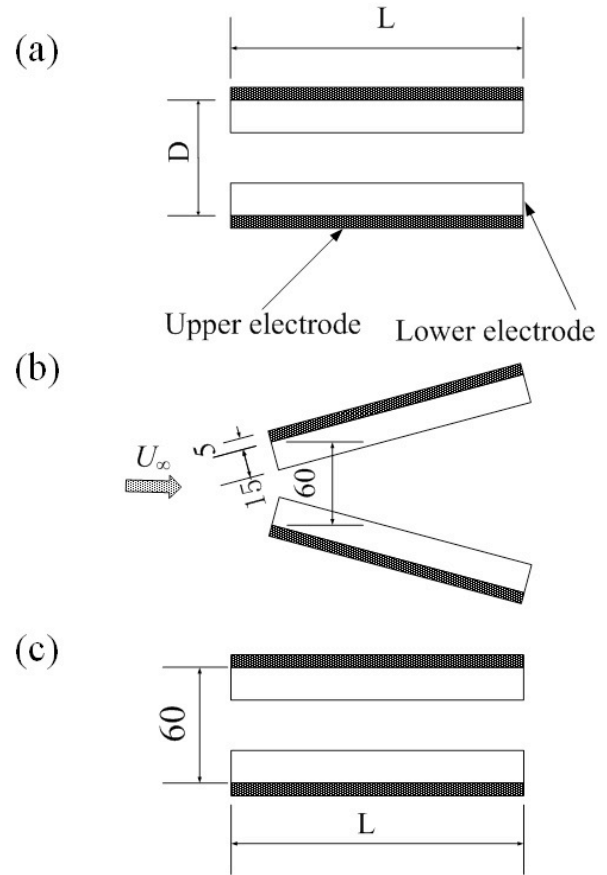 (a)
L
D
Upper electrode
Lower electrode
(b)
U∞
5
15
60
(c)
60
L